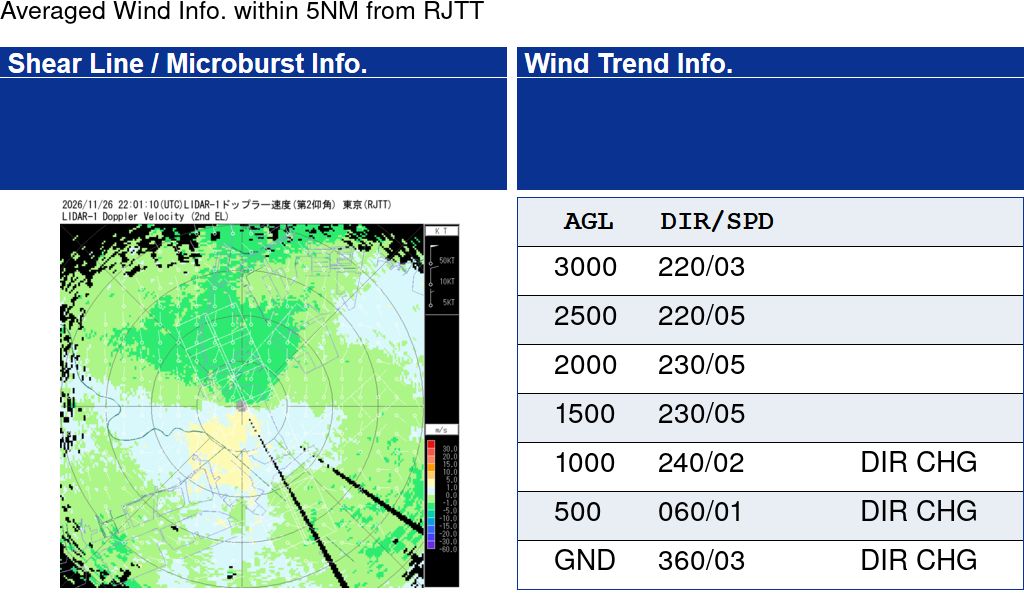 Averaged Wind Info. within 5NM from RJTT
Shear Line / Microburst Info.
Wind Trend Info.
2026/11/26 22:01:10(UTC)LIDAR-1ドップラー速度(第2仰角) 東京(RJTT)
LIDAR-1 Doppler Velocity (2nd EL)
KT
50KT
10KT
5KT
m/s
30.0
20.0
15.0
10.0
5.0
1.0
0.0
-1.0
-5.0
-10.0
-15.0
-20.0
-30.0
-60.0
AGL DIR/SPD
3000 220/03
2500 220/05
2000 230/05
1500 230/05
1000 240/02 DIR CHG
500 060/01 DIR CHG
GND 360/03 DIR CHG